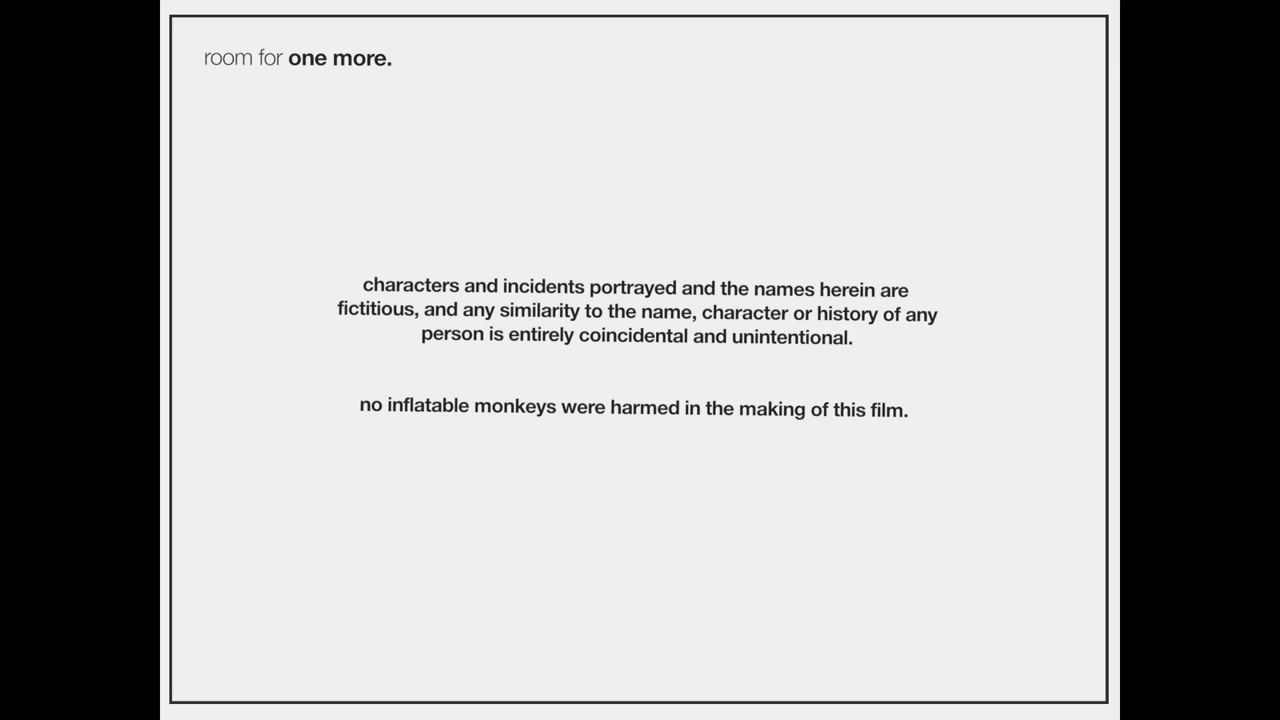 room for one more.
characters and incidents portrayed and the names herein are
fictitious, and any similarity to the name, character or history of any
person is entirely coincidental and unintentional.
no inflatable monkeys were harmed in the making of this film.